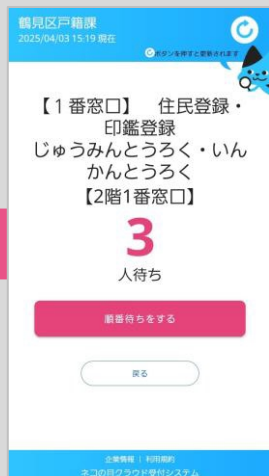 鶴見区戸籍課
2025/04/03 15:19 現在
ボタンを押すと更新されます
【1番窓口】 住民登録・
印鑑登録
じゅうみんとうろく・いん
かんとうろく
【2階1番窓口】
3
人待ち
順番待ちをする
戻る
企業情報 | 利用規約
ネコの目クラウド受付システム